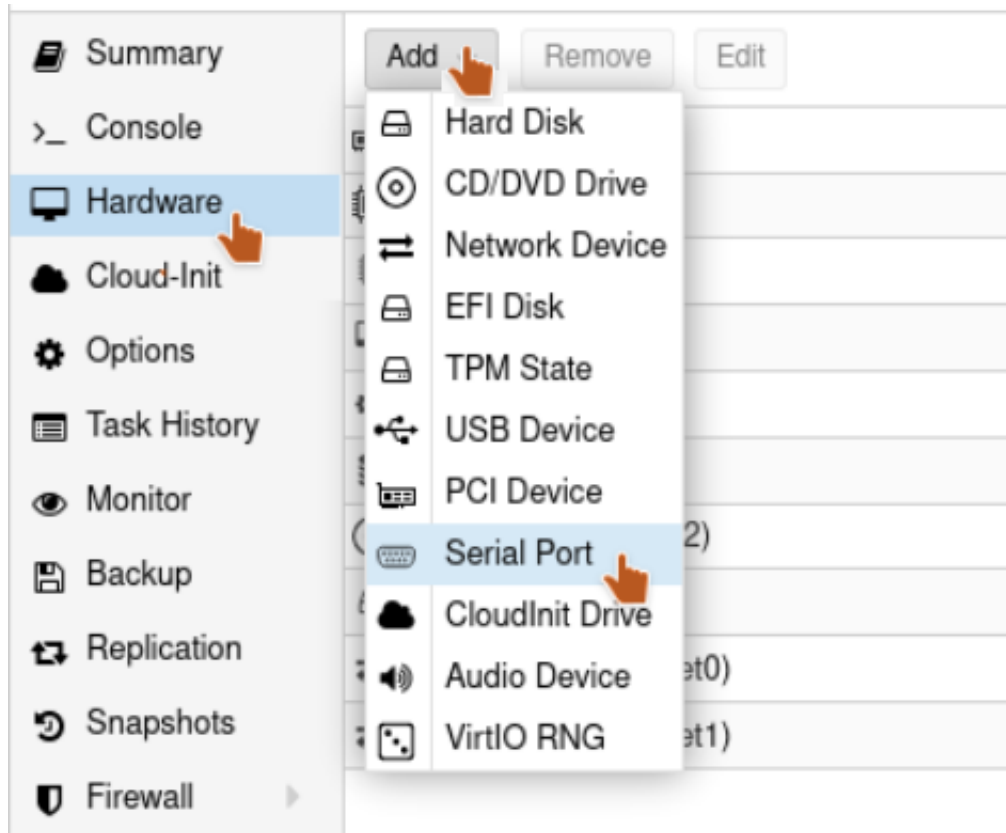 Summary
Console
Hardware
Cloud-Init
Options
Task History
Monitor
Backup
Replication
Snapshots
Firewall
Add Remove Edit
Hard Disk
CD/DVD Drive
Network Device
EFI Disk
TPM State
USB Device
PCI Device
Serial Port
CloudInit Drive
Audio Device
VirtIO RNG
2)
et0)
et1)